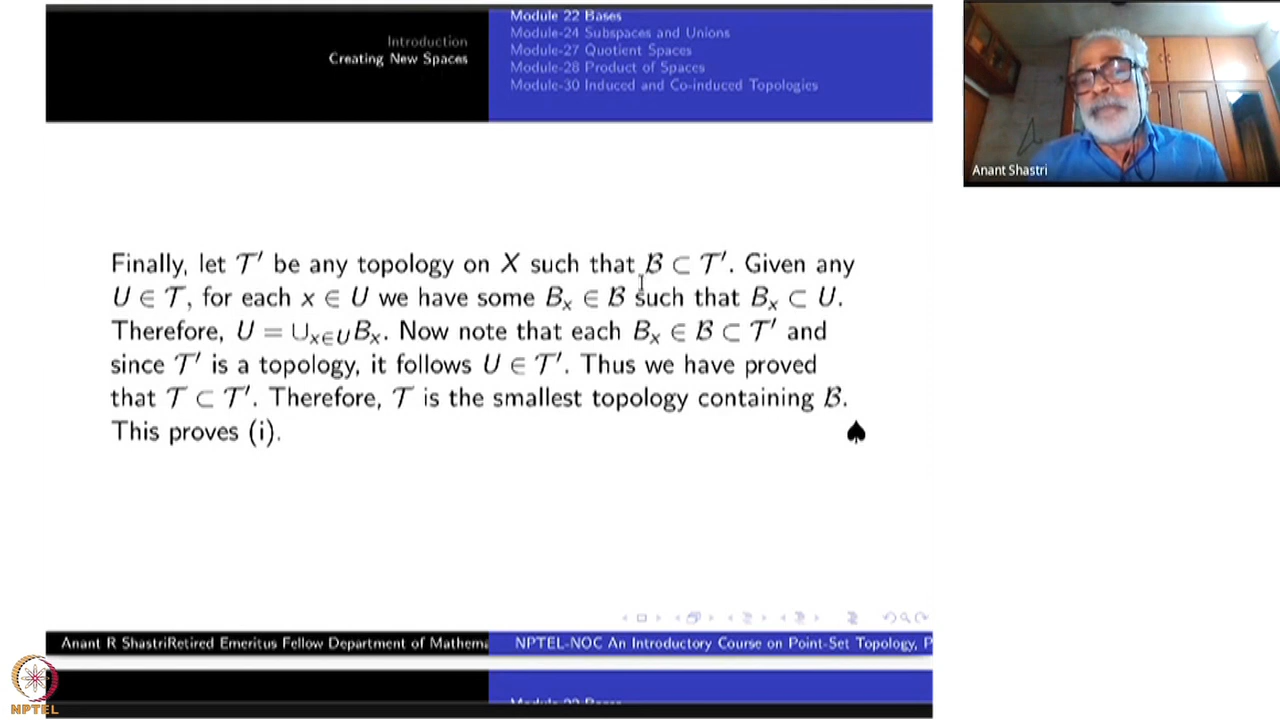 Introduction
Creating New Spaces
Module 22 Bases
Module-24 Subspaces and Unions
Module-27 Quotient Spaces
Module-28 Product of Spaces
Module-30 Induced and Co-induced Topologies
Anant Shastri
Finally, let 𝒯′ be any topology on X such that ℬ ⊂ 𝒯′. Given any
U ∈ 𝒯, for each x ∈ U we have some Bₓ ∈ ℬ such that Bₓ ⊂ U.
Therefore, U = ∪ₓ∈U Bₓ. Now note that each Bₓ ∈ ℬ ⊂ 𝒯′ and
since 𝒯′ is a topology, it follows U ∈ 𝒯′. Thus we have proved
that 𝒯 ⊂ 𝒯′. Therefore, 𝒯 is the smallest topology containing ℬ.
This proves (i). ♠
Anant R ShastriRetired Emeritus Fellow Department of Mathema
NPTEL-NOC An Introductory Course on Point-Set Topology, P
NPTEL